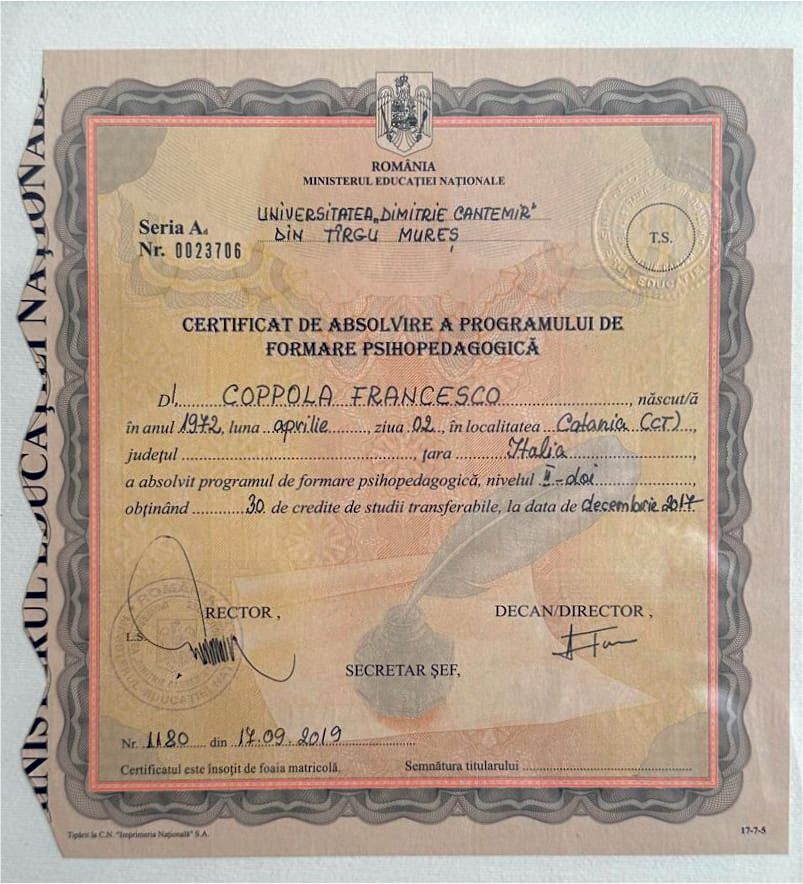 ROMÂNIA
MINISTERUL EDUCAȚIEI NAȚIONALE
UNIVERSITATEA „DIMITRIE CANTEMIR"
DIN TÎRGU MUREȘ
Seria A
Nr. 0023706
T.S.
CERTIFICAT DE ABSOLVIRE A PROGRAMULUI DE
FORMARE PSIHOPEDAGOGICĂ
Dl. COPPOLA FRANCESCO, născut/ă
în anul 1972, luna aprilie, ziua 02, în localitatea Catania (CT),
județul ..., țara Italia,
a absolvit programul de formare psihopedagogică, nivelul II-doi
obținând 30 de credite de studii transferabile, la data de decembrie 2017.
RECTOR,
DECAN/DIRECTOR,
L.S.
SECRETAR ȘEF,
Nr. 1180 din 17.09.2019
Certificatul este însoțit de foaia matricolă.
Semnătura titularului
Tipărit la C.N. "Imprimeria Națională" S.A.
17-7-5